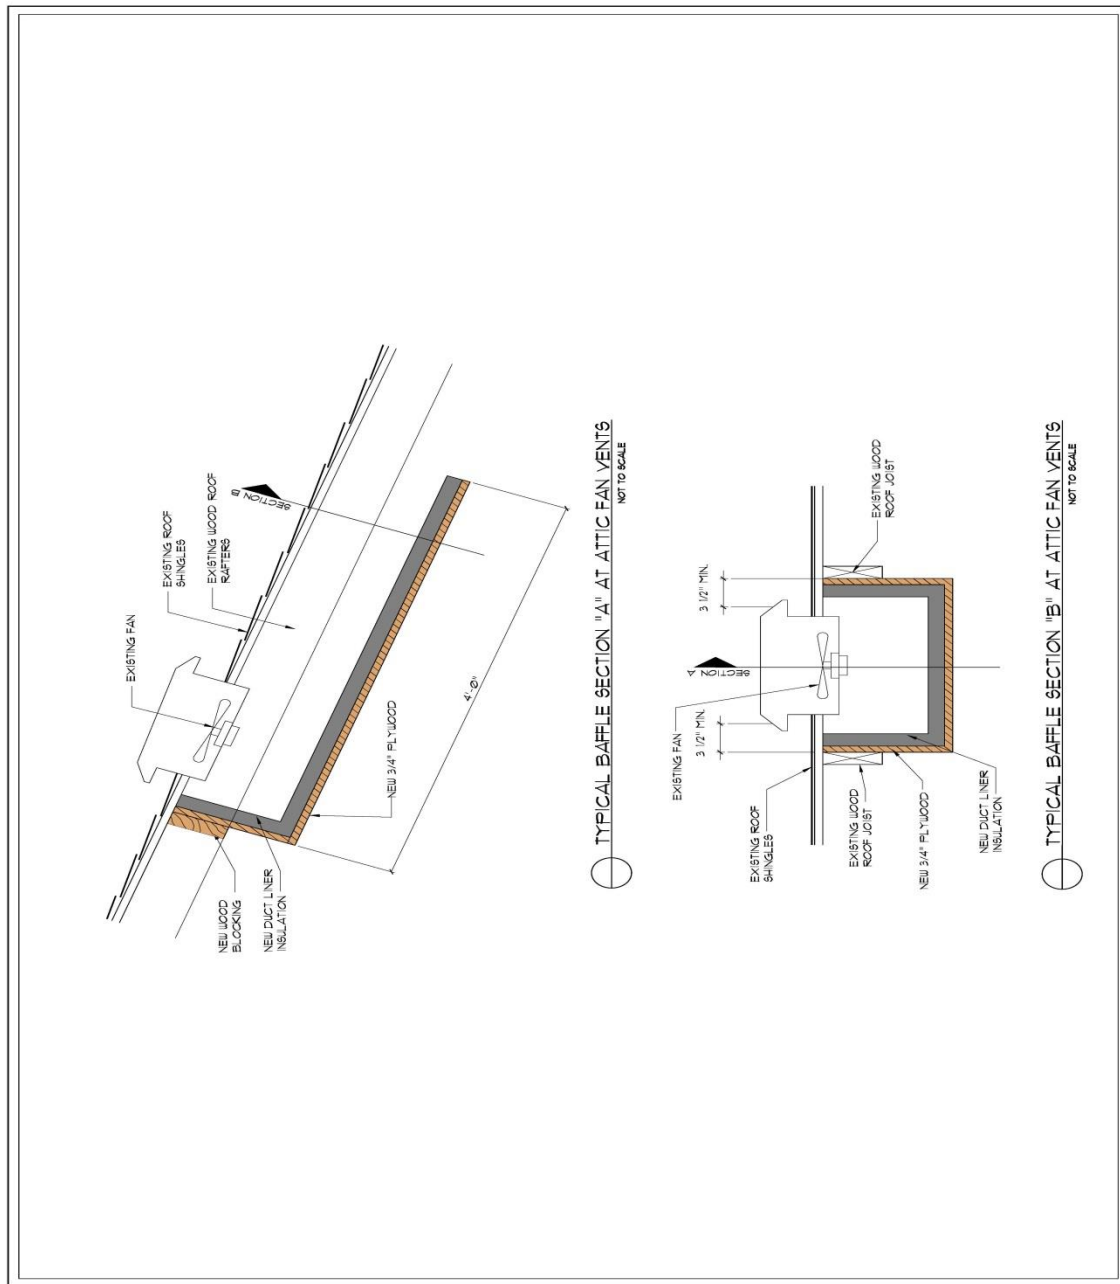 EXISTING FAN
EXISTING ROOF
SHINGLES
EXISTING WOOD ROOF
RAFTERS
SECTION B
4'-0"
NEW 3/4" PLYWOOD
NEW WOOD
BLOCKING
NEW DUCT LINER
INSULATION
TYPICAL BAFFLE SECTION "A" AT ATTIC FAN VENTS
NOT TO SCALE
EXISTING WOOD
ROOF JOIST
3 1/2" MIN.
SECTION A
3 1/2" MIN.
EXISTING FAN
EXISTING ROOF
SHINGLES
EXISTING WOOD
ROOF JOIST
NEW 3/4" PLYWOOD
NEW DUCT LINER
INSULATION
TYPICAL BAFFLE SECTION "B" AT ATTIC FAN VENTS
NOT TO SCALE